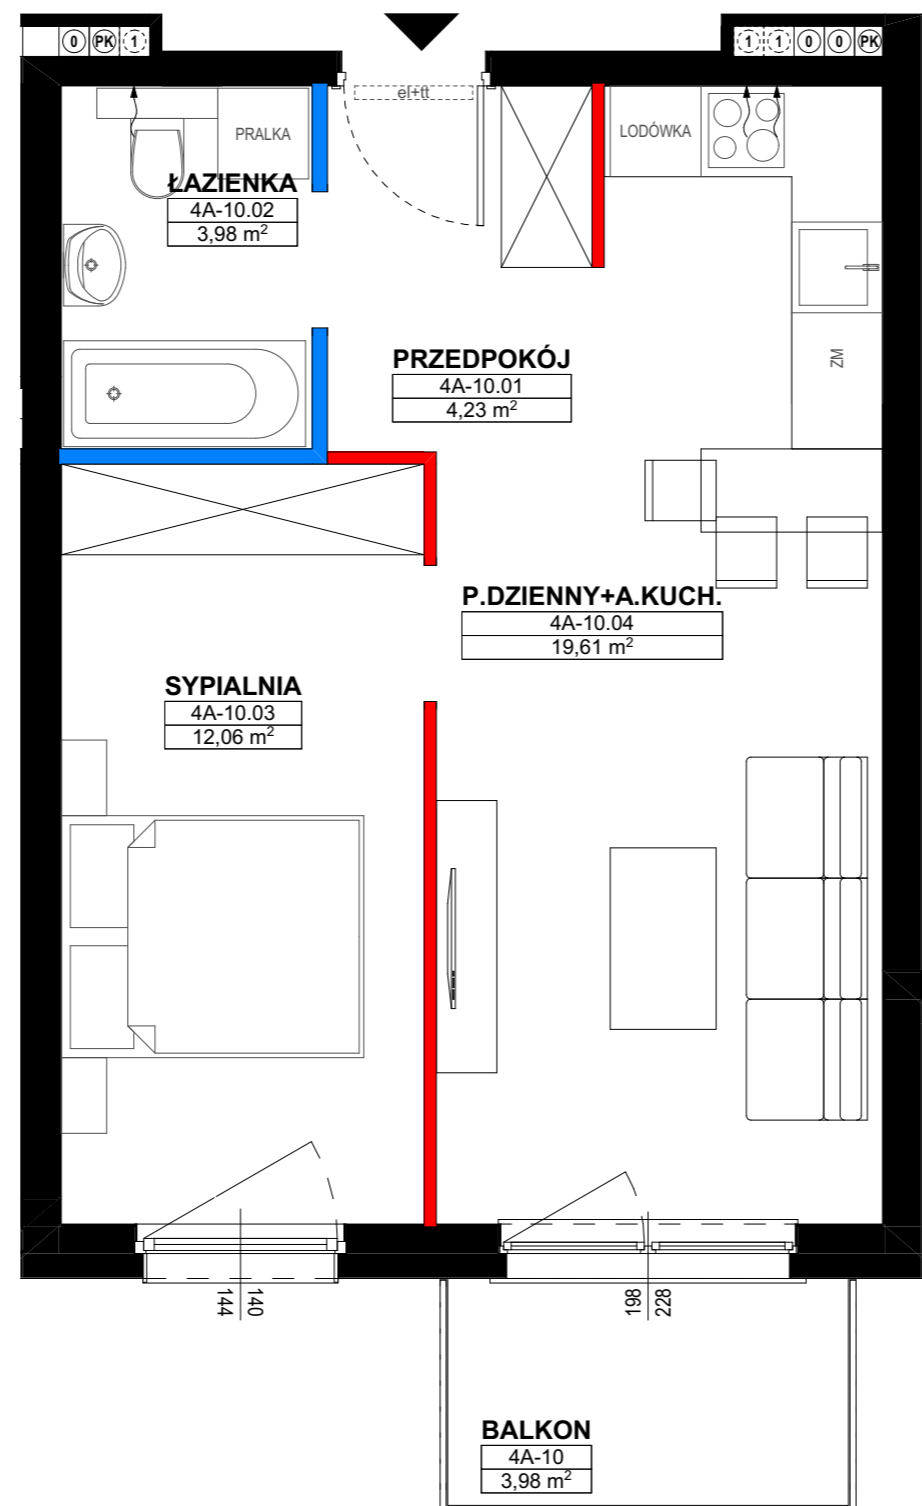 0 PK 1
1 1 0 0 PK
el+tt
PRALKA
LODÓWKA
ŁAZIENKA
4A-10.02
3,98 m²
PRZEDPOKÓJ
4A-10.01
4,23 m²
ZM
P.DZIENNY+A.KUCH.
4A-10.04
19,61 m²
SYPIALNIA
4A-10.03
12,06 m²
144
140
198
228
BALKON
4A-10
3,98 m²